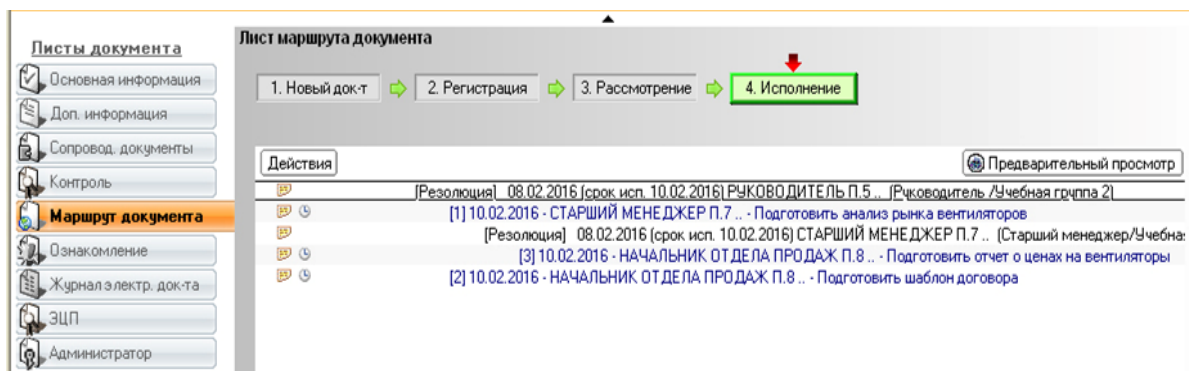 Листы документа
Основная информация
Доп. информация
Сопровод. документы
Контроль
Маршрут документа
Ознакомление
Журнал электр. док-та
ЭЦП
Администратор
Лист маршрута документа
1. Новый док-т 2. Регистрация 3. Рассмотрение 4. Исполнение
Действия Предварительный просмотр
[Резолюция] 08.02.2016 (срок исп. 10.02.2016) РУКОВОДИТЕЛЬ П.5 .. (Руководитель /Учебная группа 2)
[1] 10.02.2016 - СТАРШИЙ МЕНЕДЖЕР П.7 .. - Подготовить анализ рынка вентиляторов
[Резолюция] 08.02.2016 (срок исп. 10.02.2016) СТАРШИЙ МЕНЕДЖЕР П.7 .. (Старший менеджер/Учебна
[3] 10.02.2016 - НАЧАЛЬНИК ОТДЕЛА ПРОДАЖ П.8 .. - Подготовить отчет о ценах на вентиляторы
[2] 10.02.2016 - НАЧАЛЬНИК ОТДЕЛА ПРОДАЖ П.8 .. - Подготовить шаблон договора